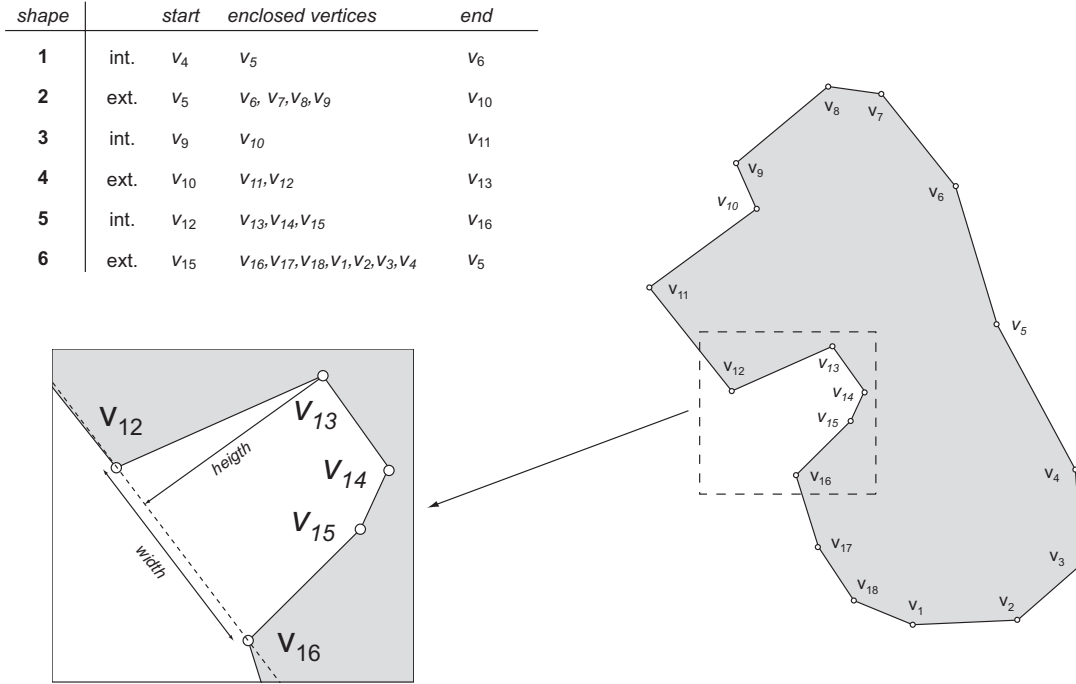 shape start enclosed vertices end
1 int. v4 v5 v6
2 ext. v5 v6, v7,v8,v9 v10
3 int. v9 v10 v11
4 ext. v10 v11,v12 v13
5 int. v12 v13,v14,v15 v16
6 ext. v15 v16,v17,v18,v1,v2,v3,v4 v5
v8
v7
v9
v6
v10
v11
v5
v12
v13
v14
v15
v4
v16
v17
v3
v18
v1
v2
v12
v13
heigth
v14
v15
width
v16